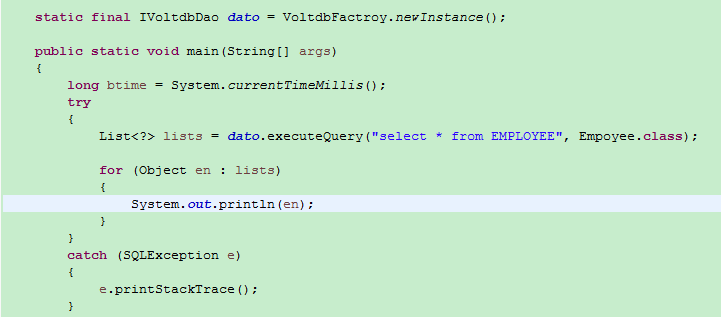 static final IVoltdbDao dato = VoltdbFactroy.newInstance();
public static void main(String[] args)
{
long btime = System.currentTimeMillis();
try
{
List<?> lists = dato.executeQuery("select * from EMPLOYEE", Empoyee.class);
for (Object en : lists)
{
System.out.println(en);
}
}
catch (SQLException e)
{
e.printStackTrace();
}